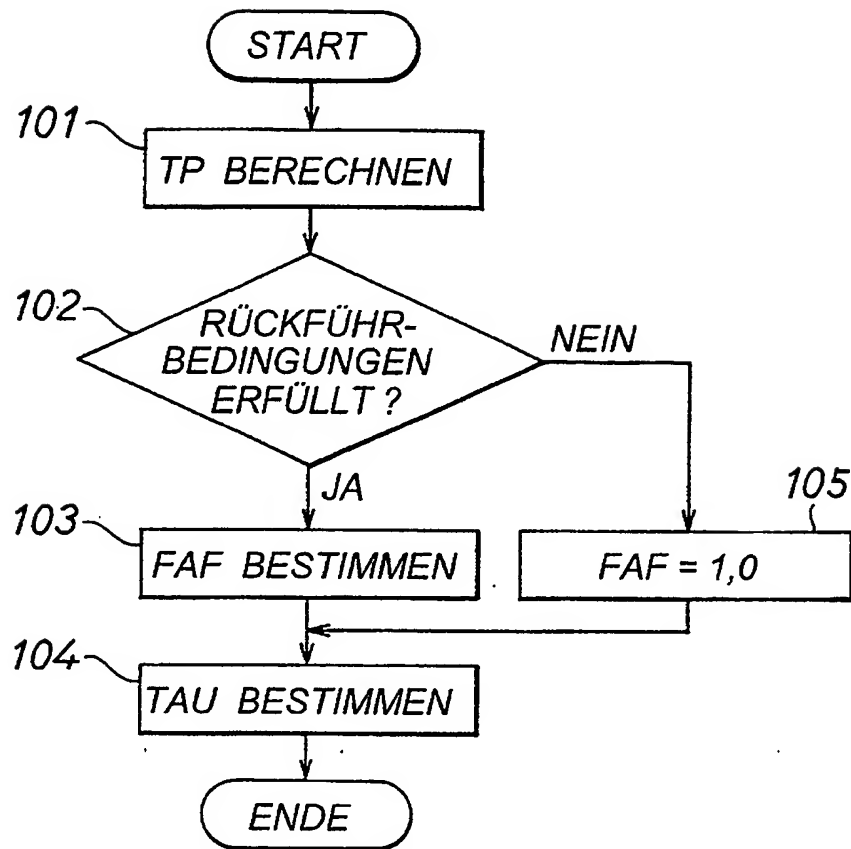 START
101
TP BERECHNEN
102
RÜCKFÜHR-
BEDINGUNGEN
ERFÜLLT ?
NEIN
JA
103
FAF BESTIMMEN
105
FAF = 1,0
104
TAU BESTIMMEN
ENDE